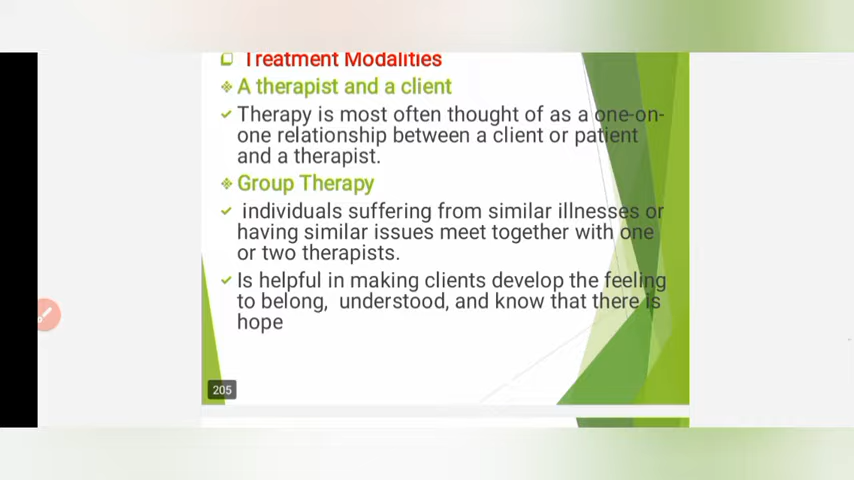 Treatment Modalities
A therapist and a client
Therapy is most often thought of as a one-on-
one relationship between a client or patient
and a therapist.
Group Therapy
individuals suffering from similar illnesses or
having similar issues meet together with one
or two therapists.
Is helpful in making clients develop the feeling
to belong, understood, and know that there is
hope
205